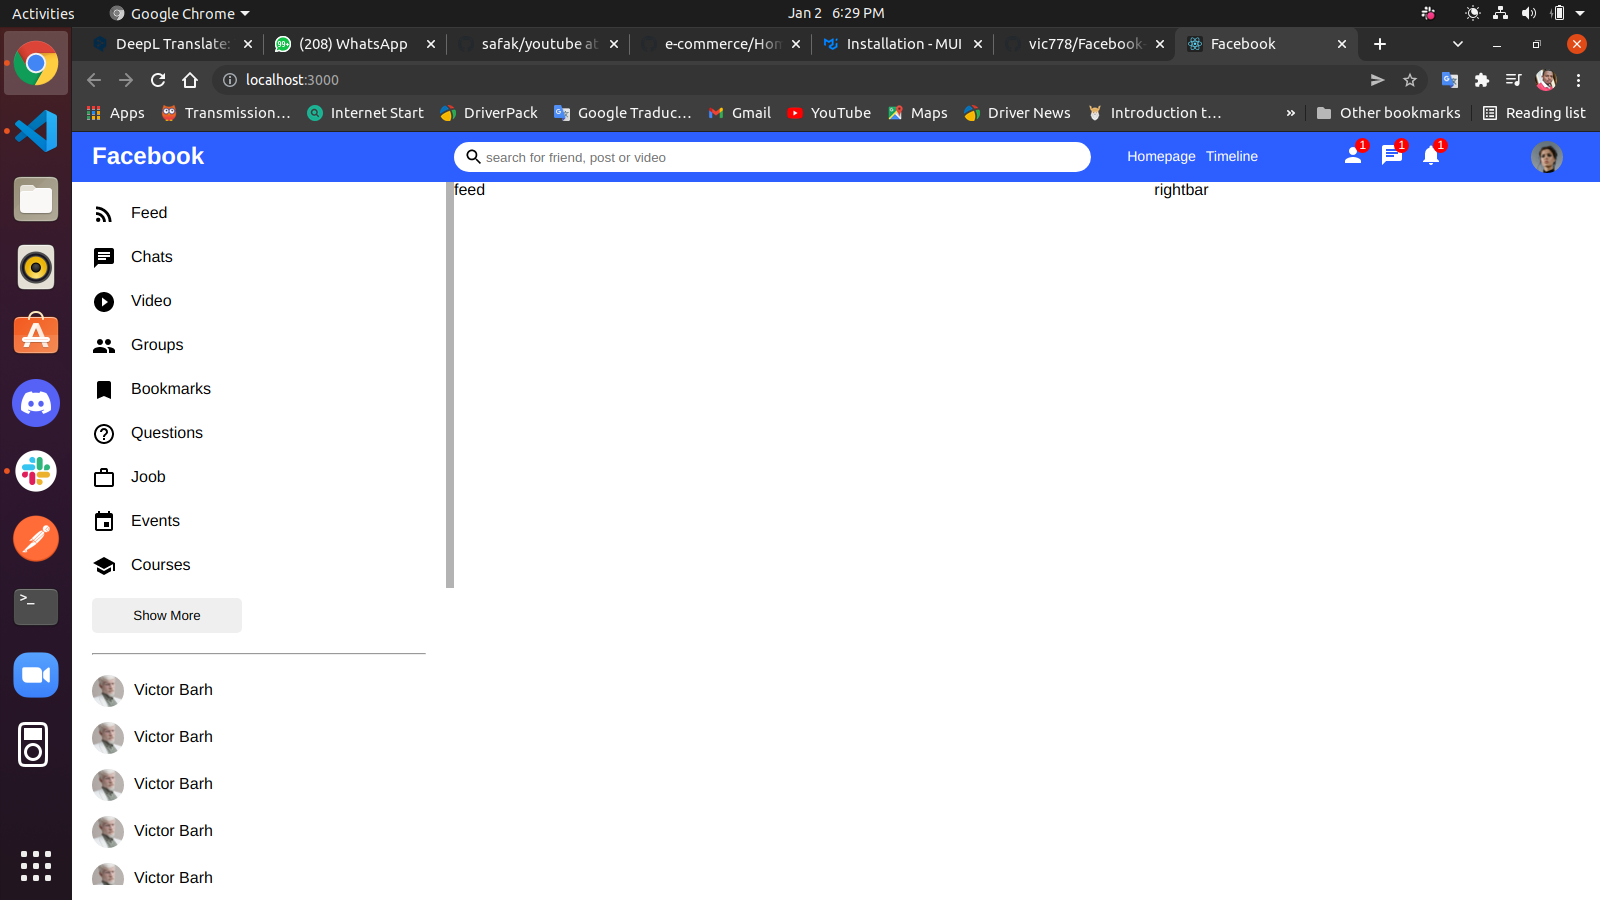 Activities Google Chrome Jan 2 6:29 PM
DeepL Translate: (208) WhatsApp safak/youtube at e-commerce/Hom Installation - MUI vic778/Facebook- Facebook
localhost:3000
Apps Transmission… Internet Start DriverPack Google Traduc… Gmail YouTube Maps Driver News Introduction t… » Other bookmarks Reading list
Facebook search for friend, post or video Homepage Timeline 1 1 1
feed rightbar
Feed
Chats
Video
Groups
Bookmarks
Questions
Joob
Events
Courses
Show More
Victor Barh
Victor Barh
Victor Barh
Victor Barh
Victor Barh